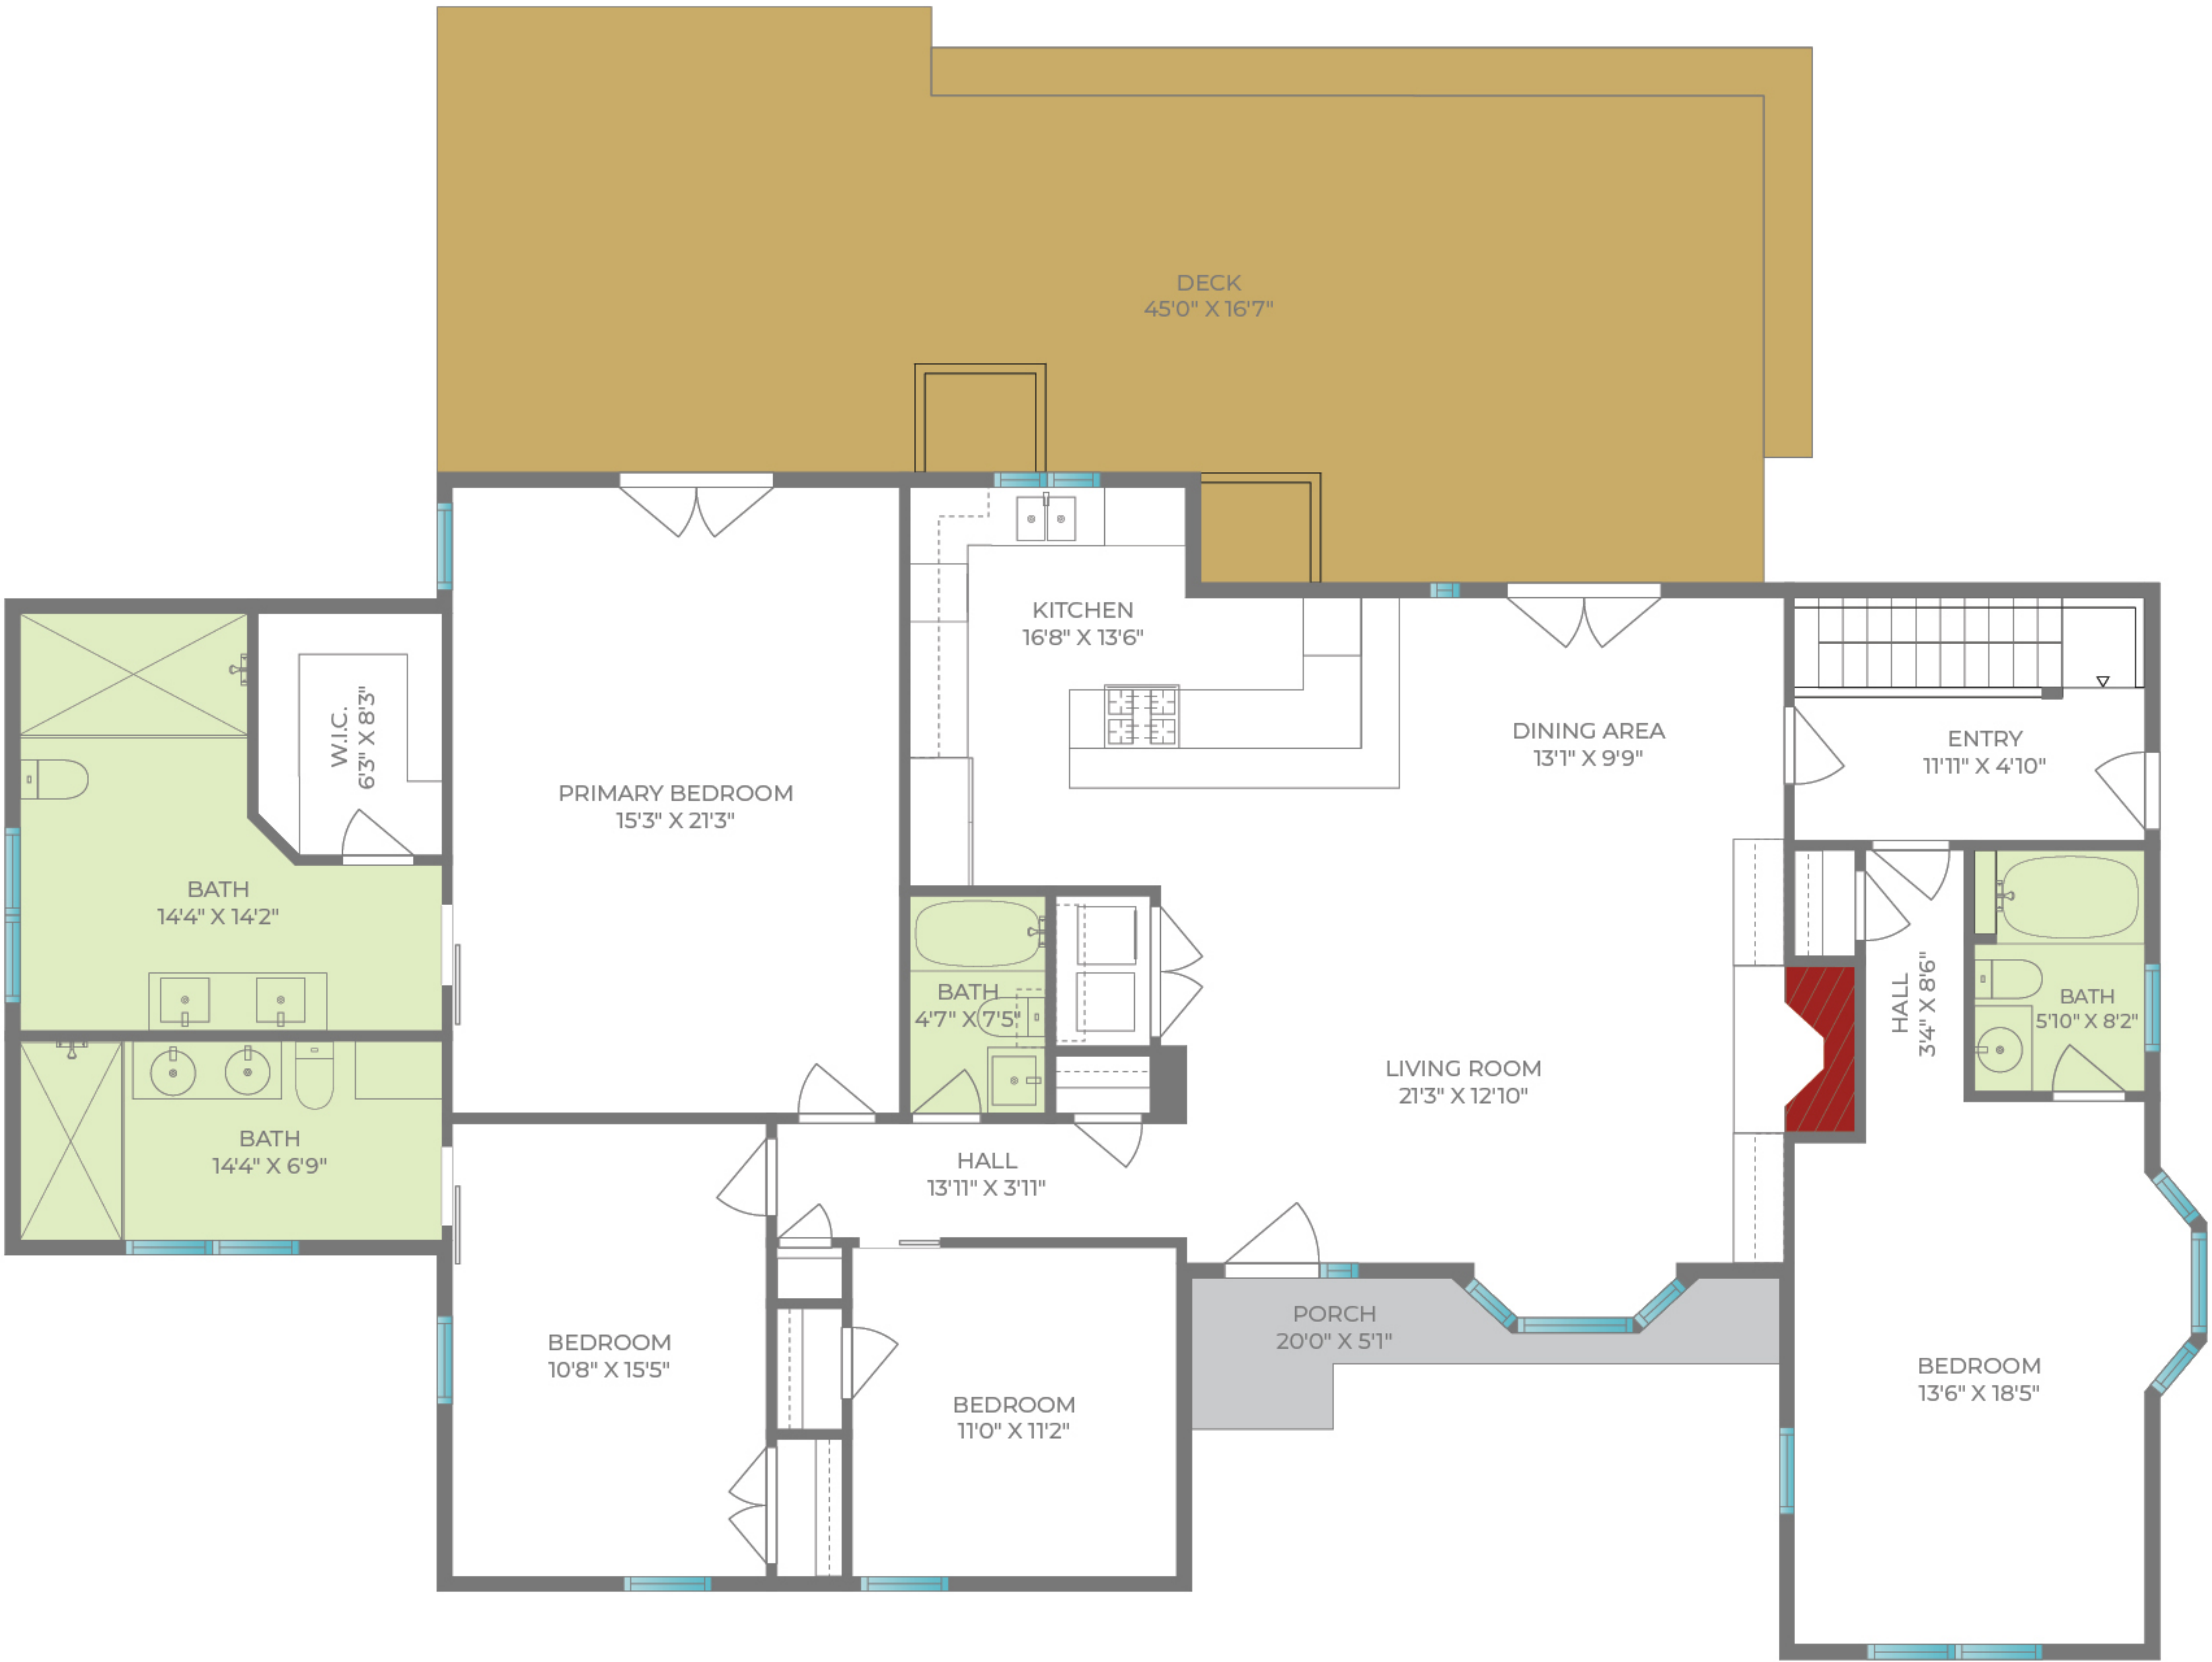 DECK
45'0" X 16'7"
KITCHEN
16'8" X 13'6"
W.I.C.
6'3" X 8'3"
PRIMARY BEDROOM
15'3" X 21'3"
DINING AREA
13'1" X 9'9"
ENTRY
11'11" X 4'10"
BATH
14'4" X 14'2"
BATH
4'7" X 7'5"
LIVING ROOM
21'3" X 12'10"
HALL
3'4" X 8'6"
BATH
5'10" X 8'2"
BATH
14'4" X 6'9"
HALL
13'11" X 3'11"
BEDROOM
10'8" X 15'5"
PORCH
20'0" X 5'1"
BEDROOM
11'0" X 11'2"
BEDROOM
13'6" X 18'5"